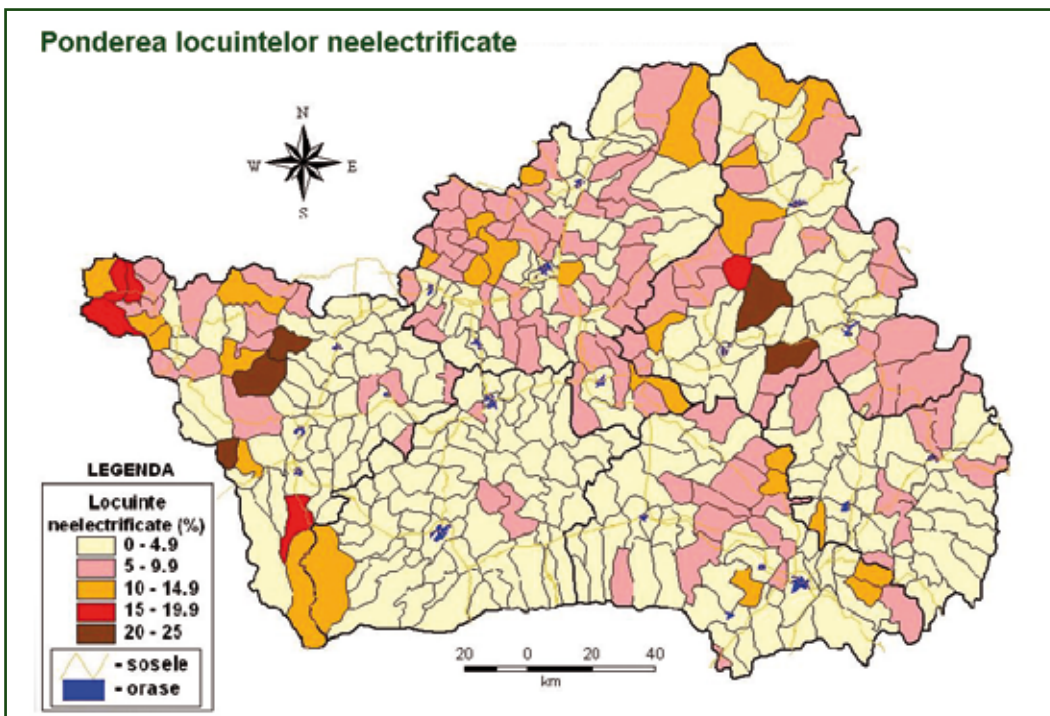 Ponderea locuintelor neelectrificate
N
W E
S
LEGENDA
Locuinte
neelectrificate (%)
0 - 4.9
5 - 9.9
10 - 14.9
15 - 19.9
20 - 25
- sosele
- orase
20 0 20 40
km